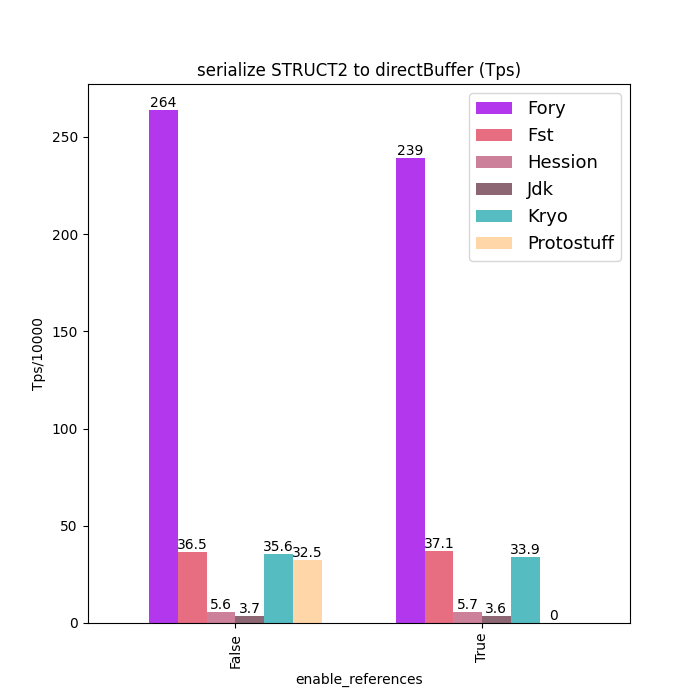 serialize STRUCT2 to directBuffer (Tps)
264
239
36.5
5.6
3.7
35.6
32.5
37.1
5.7
3.6
33.9
0
Fory
Fst
Hession
Jdk
Kryo
Protostuff
250
200
150
100
50
0
Tps/10000
False
True
enable_references